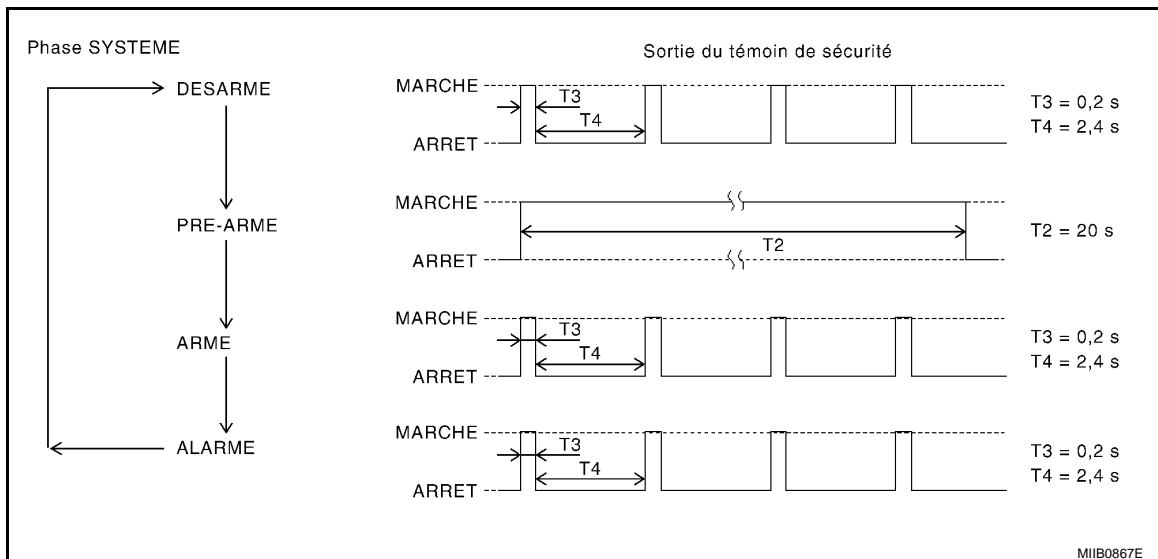 Phase SYSTEME
Sortie du témoin de sécurité
DESARME
MARCHE
ARRET
T3
T4
T3 = 0,2 s
T4 = 2,4 s
PRE-ARME
MARCHE
ARRET
T2
T2 = 20 s
ARME
MARCHE
ARRET
T3
T4
T3 = 0,2 s
T4 = 2,4 s
ALARME
MARCHE
ARRET
T3
T4
T3 = 0,2 s
T4 = 2,4 s
MIIB0867E